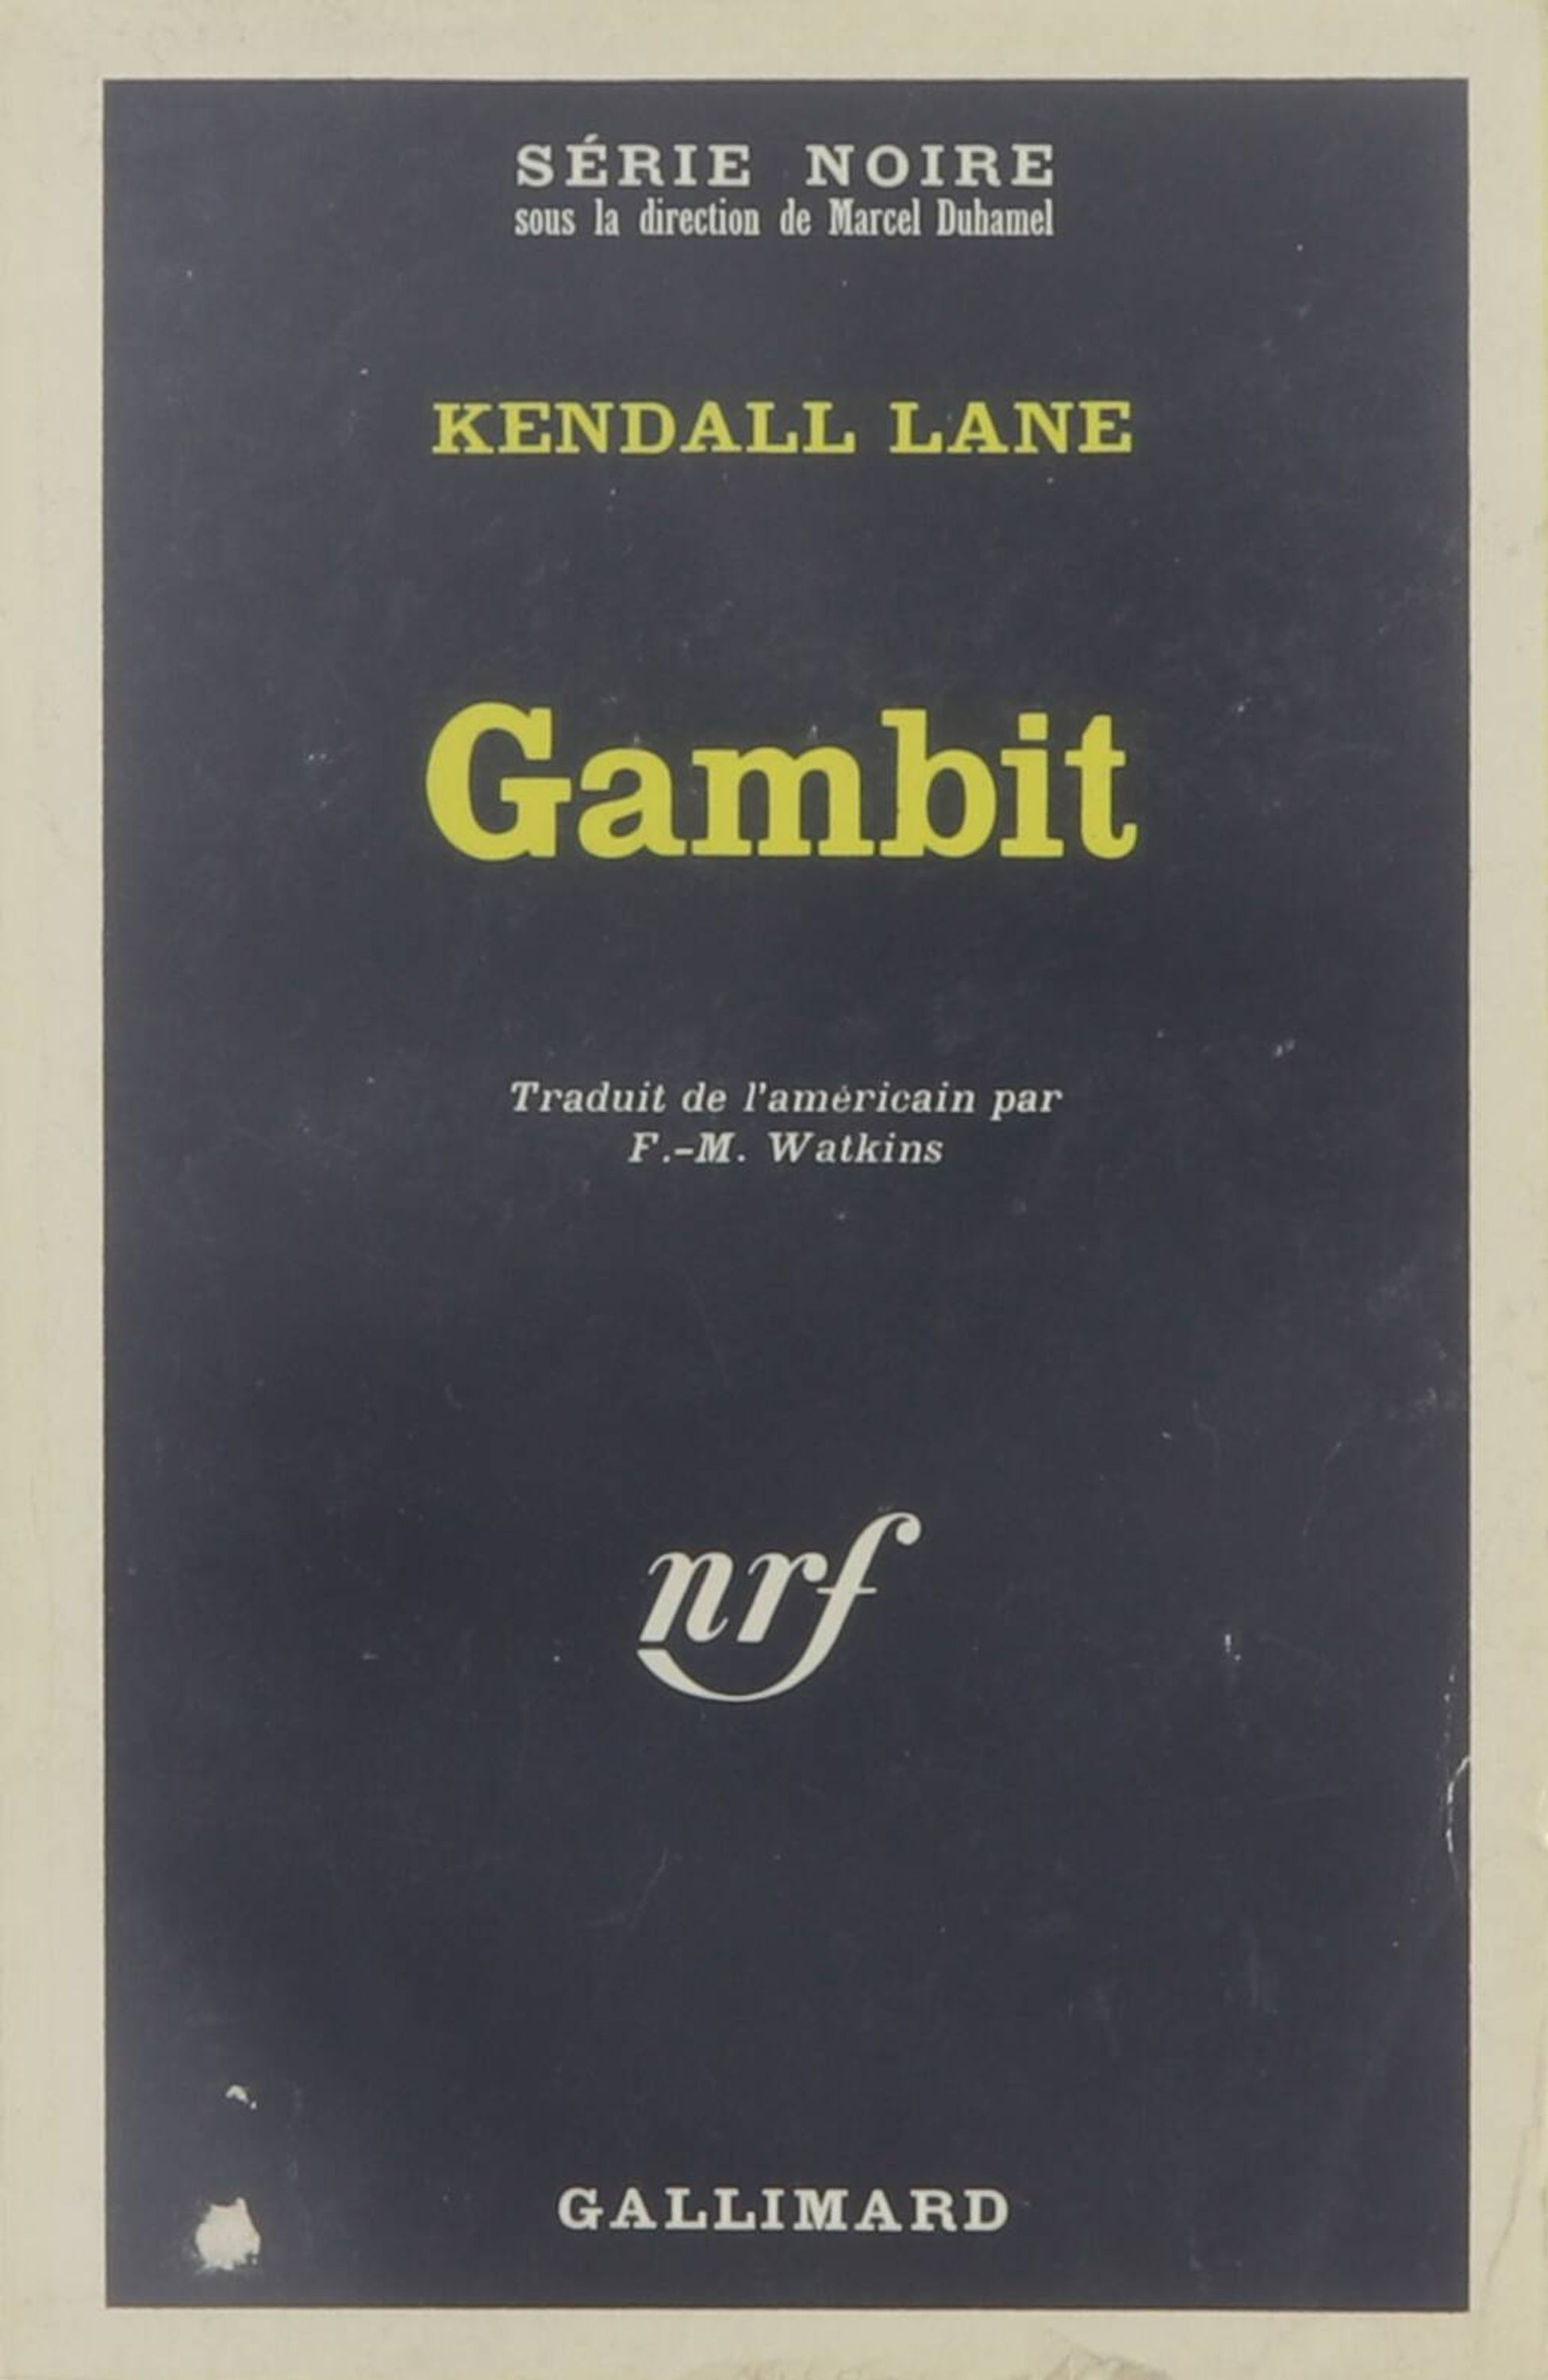 SÉRIE NOIRE
sous la direction de Marcel Duhamel
KENDALL LANE
Gambit
Traduit de l'américain par
F.-M. Watkins
nrf
GALLIMARD